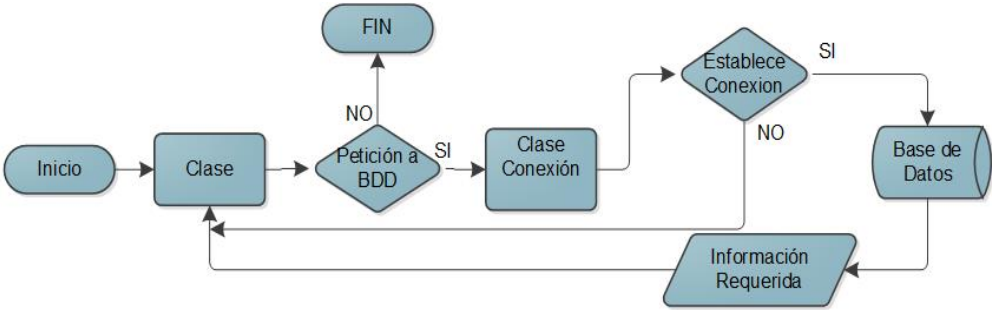 FIN
Establece
Conexion
SI
NO
NO
Inicio
Clase
Petición a
BDD
SI
Clase
Conexión
Base de
Datos
Información
Requerida